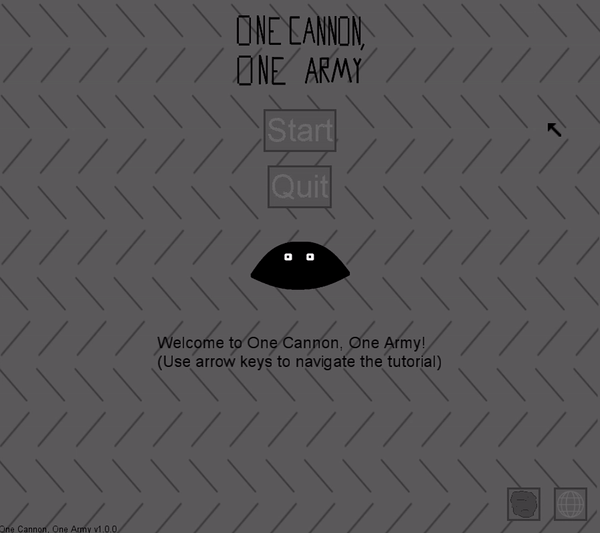 ONE CANNON,
ONE ARMY
Start
Quit
Welcome to One Cannon, One Army!
(Use arrow keys to navigate the tutorial)
One Cannon, One Army v1.0.0